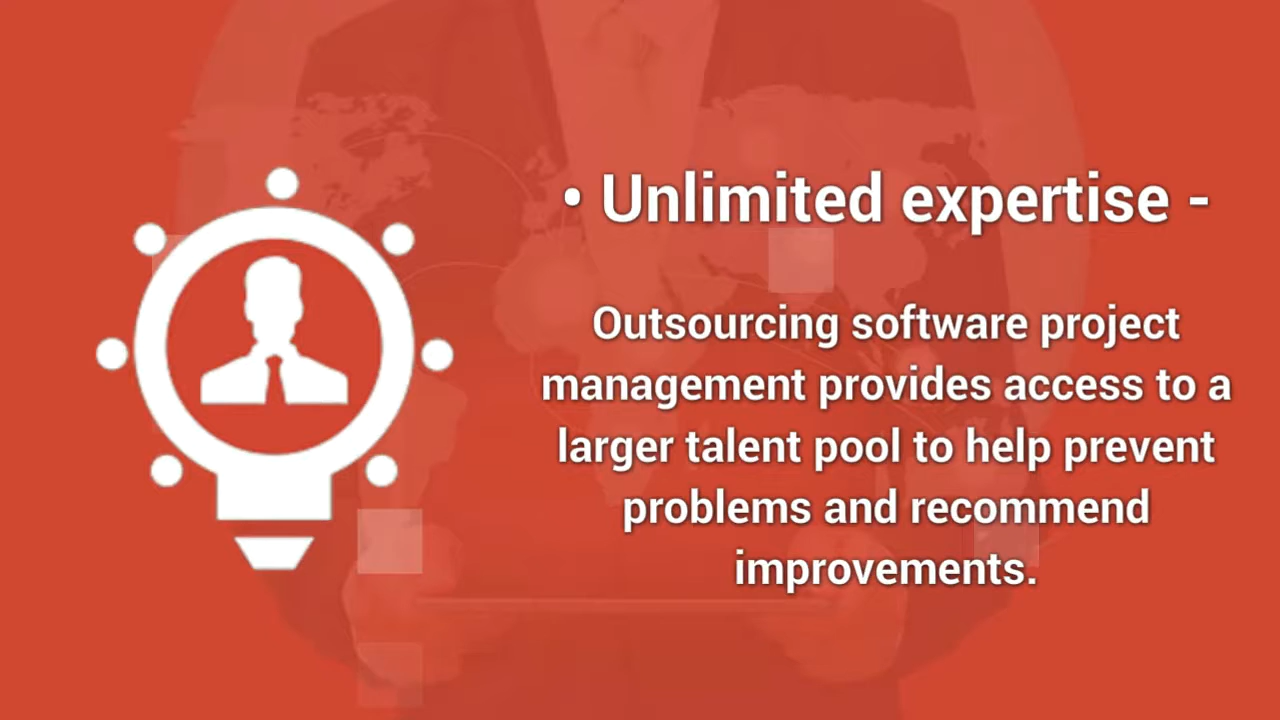 • Unlimited expertise -
Outsourcing software project
management provides access to a
larger talent pool to help prevent
problems and recommend
improvements.